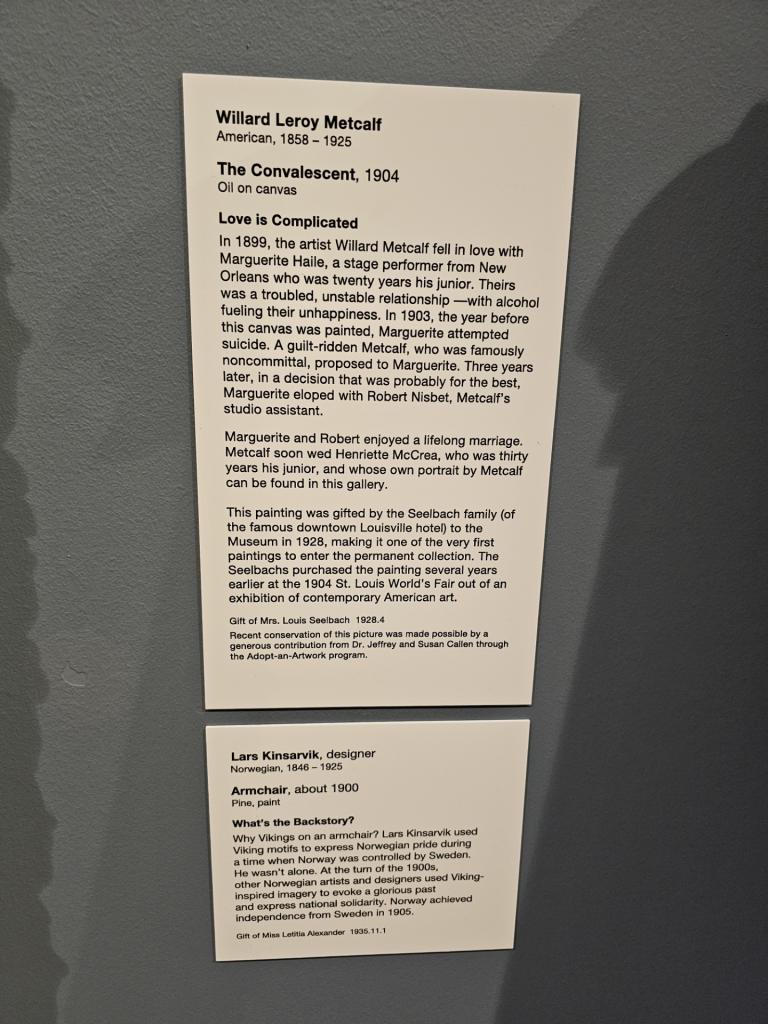 Willard Leroy Metcalf
American, 1858 – 1925
The Convalescent, 1904
Oil on canvas
Love is Complicated
In 1899, the artist Willard Metcalf fell in love with
Marguerite Haile, a stage performer from New
Orleans who was twenty years his junior. Theirs
was a troubled, unstable relationship —with alcohol
fueling their unhappiness. In 1903, the year before
this canvas was painted, Marguerite attempted
suicide. A guilt-ridden Metcalf, who was famously
noncommittal, proposed to Marguerite. Three years
later, in a decision that was probably for the best,
Marguerite eloped with Robert Nisbet, Metcalf's
studio assistant.
Marguerite and Robert enjoyed a lifelong marriage.
Metcalf soon wed Henriette McCrea, who was thirty
years his junior, and whose own portrait by Metcalf
can be found in this gallery.
This painting was gifted by the Seelbach family (of
the famous downtown Louisville hotel) to the
Museum in 1928, making it one of the very first
paintings to enter the permanent collection. The
Seelbachs purchased the painting several years
earlier at the 1904 St. Louis World's Fair out of an
exhibition of contemporary American art.
Gift of Mrs. Louis Seelbach 1928.4
Recent conservation of this picture was made possible by a
generous contribution from Dr. Jeffrey and Susan Callen through
the Adopt-an-Artwork program.
Lars Kinsarvik, designer
Norwegian, 1846 – 1925
Armchair, about 1900
Pine, paint
What's the Backstory?
Why Vikings on an armchair? Lars Kinsarvik used
Viking motifs to express Norwegian pride during
a time when Norway was controlled by Sweden.
He wasn't alone. At the turn of the 1900s,
other Norwegian artists and designers used Viking-
inspired imagery to evoke a glorious past
and express national solidarity. Norway achieved
independence from Sweden in 1905.
Gift of Miss Letitia Alexander 1935.11.1